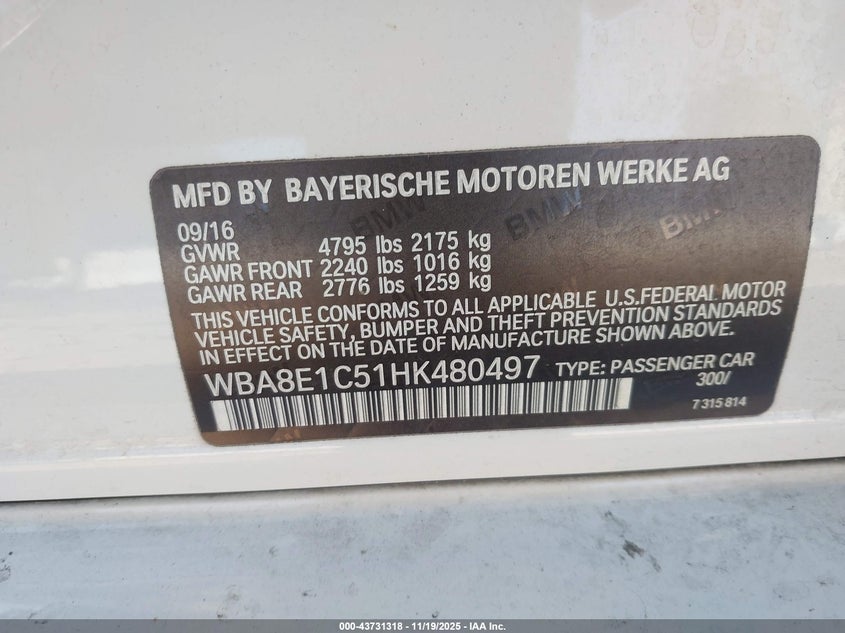 MFD BY BAYERISCHE MOTOREN WERKE AG
09/16
GVWR 4795 lbs 2175 kg
GAWR FRONT 2240 lbs 1016 kg
GAWR REAR 2776 lbs 1259 kg
THIS VEHICLE CONFORMS TO ALL APPLICABLE U.S.FEDERAL MOTOR
VEHICLE SAFETY, BUMPER AND THEFT PREVENTION STANDARDS
IN EFFECT ON THE DATE OF MANUFACTURE SHOWN ABOVE.
WBA8E1C51HK480497 TYPE: PASSENGER CAR
300/
7 315 814
BMW
BMW
BMW
000-43731318 - 11/19/2025 - IAA Inc.